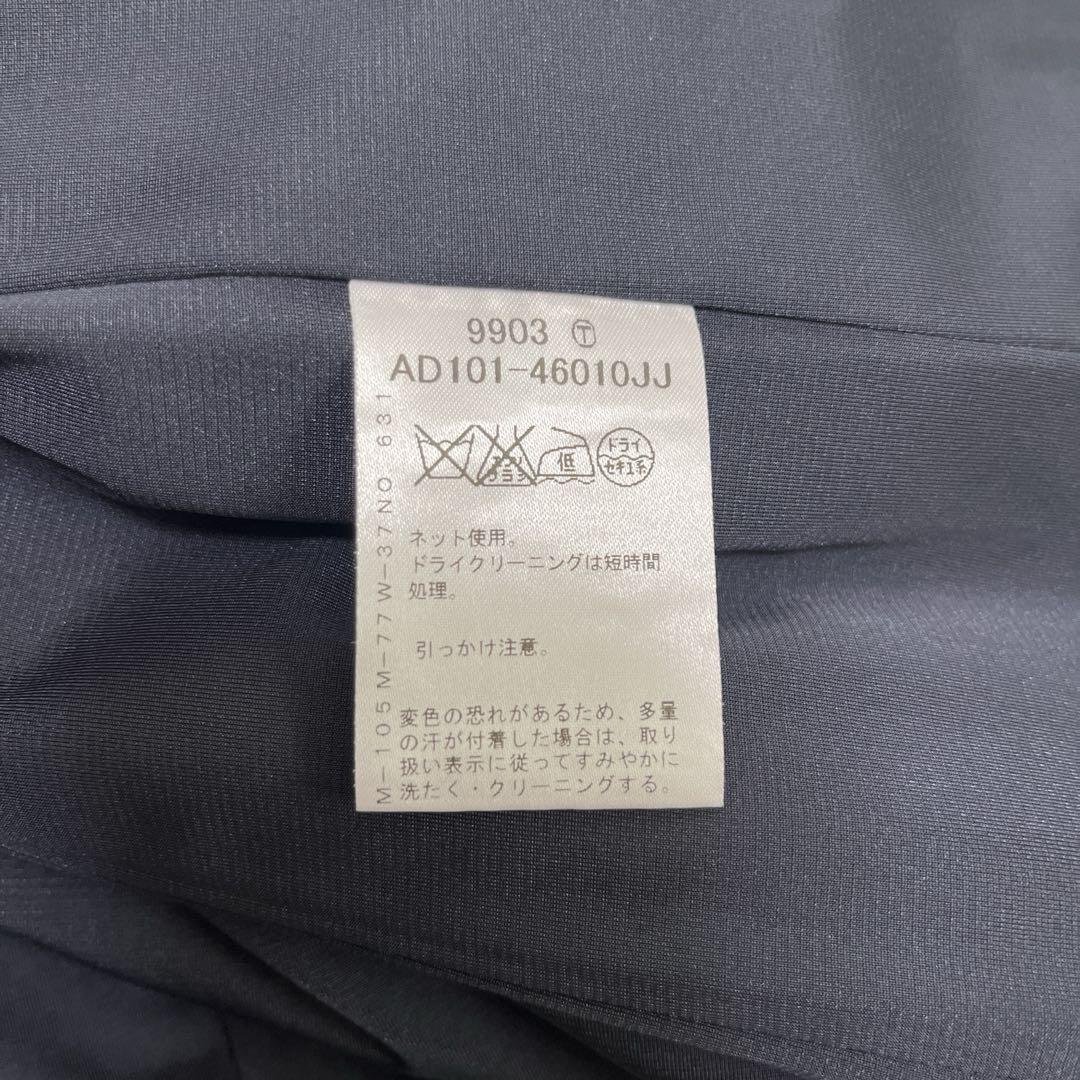 9903 Ⓣ
AD101-46010JJ
低
ドライ
セキユ系
ネット使用。
ドライクリーニングは短時間
処理。
引っかけ注意。
変色の恐れがあるため、多量
の汗が付着した場合は、取り
扱い表示に従ってすみやかに
洗たく・クリーニングする。
M-105M-77W-37NO 631